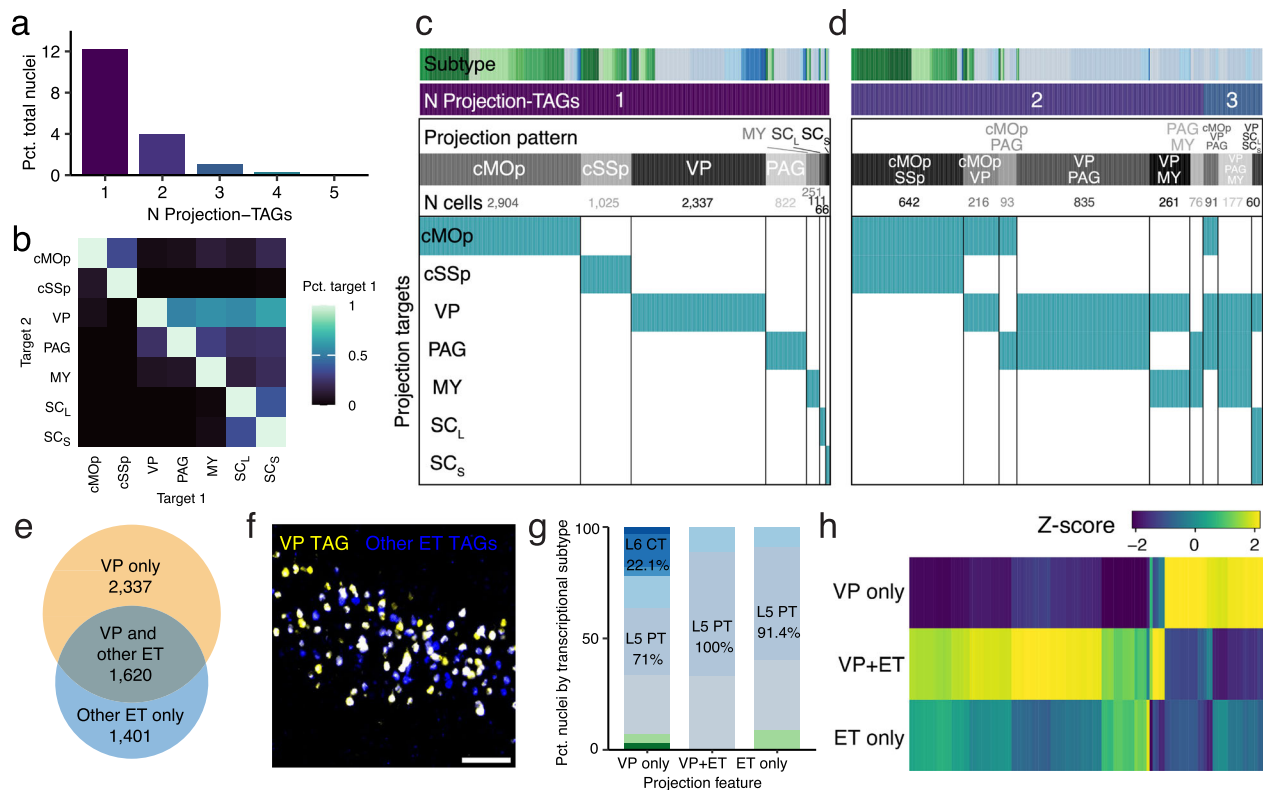 a
Pct. total nuclei
12
8
4
0
1
2
3
4
5
N Projection−TAGs
b
cMOp
cSSp
VP
PAG
MY
SCL
SCS
Target 2
cMOp
cSSp
VP
PAG
MY
SCL
SCS
Target 1
Pct. target 1
1
0.5
0
c
Subtype
N Projection-TAGs
1
Projection pattern
MY
SCL
SCS
cMOp
cSSp
VP
PAG
N cells
2,904
1,025
2,337
822
251
111
66
Projection targets
cMOp
cSSp
VP
PAG
MY
SCL
SCS
d
2
3
cMOp
PAG
PAG
MY
cMOp
VP
PAG
VP
SCL
SCS
cMOp
SSp
cMOp
VP
VP
PAG
VP
MY
VP
PAG
MY
642
216
93
835
261
76
91
177
60
e
VP only
2,337
VP and
other ET
1,620
Other ET only
1,401
f
VP TAG
Other ET TAGs
g
Pct. nuclei by transcriptional subtype
100
50
0
L6 CT
22.1%
L5 PT
71%
L5 PT
100%
L5 PT
91.4%
VP only
VP+ET
ET only
Projection feature
h
Z-score
−2
0
2
VP only
VP+ET
ET only